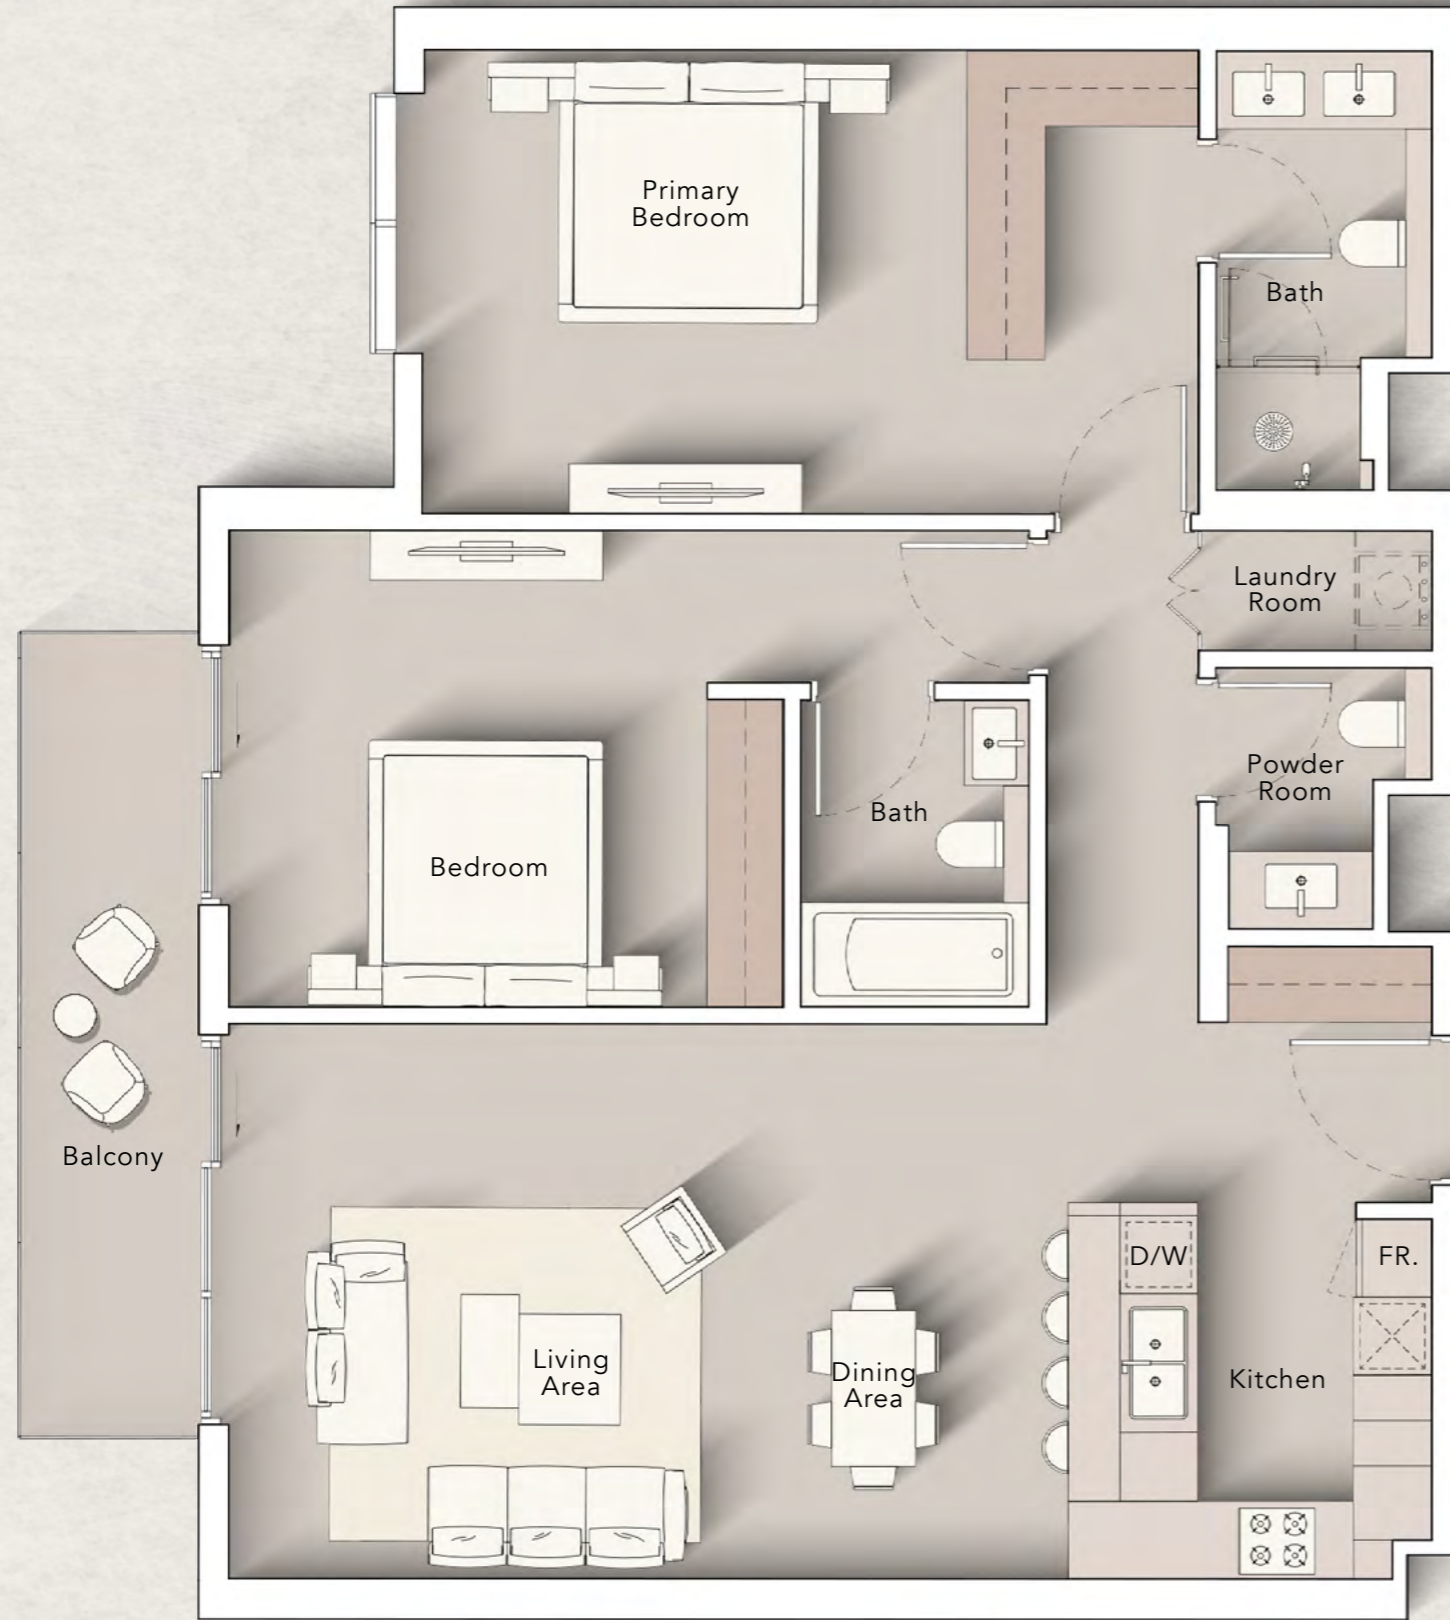 Primary
Bedroom
Bath
Laundry
Room
Powder
Room
Bath
Bedroom
Balcony
D/W
FR.
Living
Area
Dining
Area
Kitchen